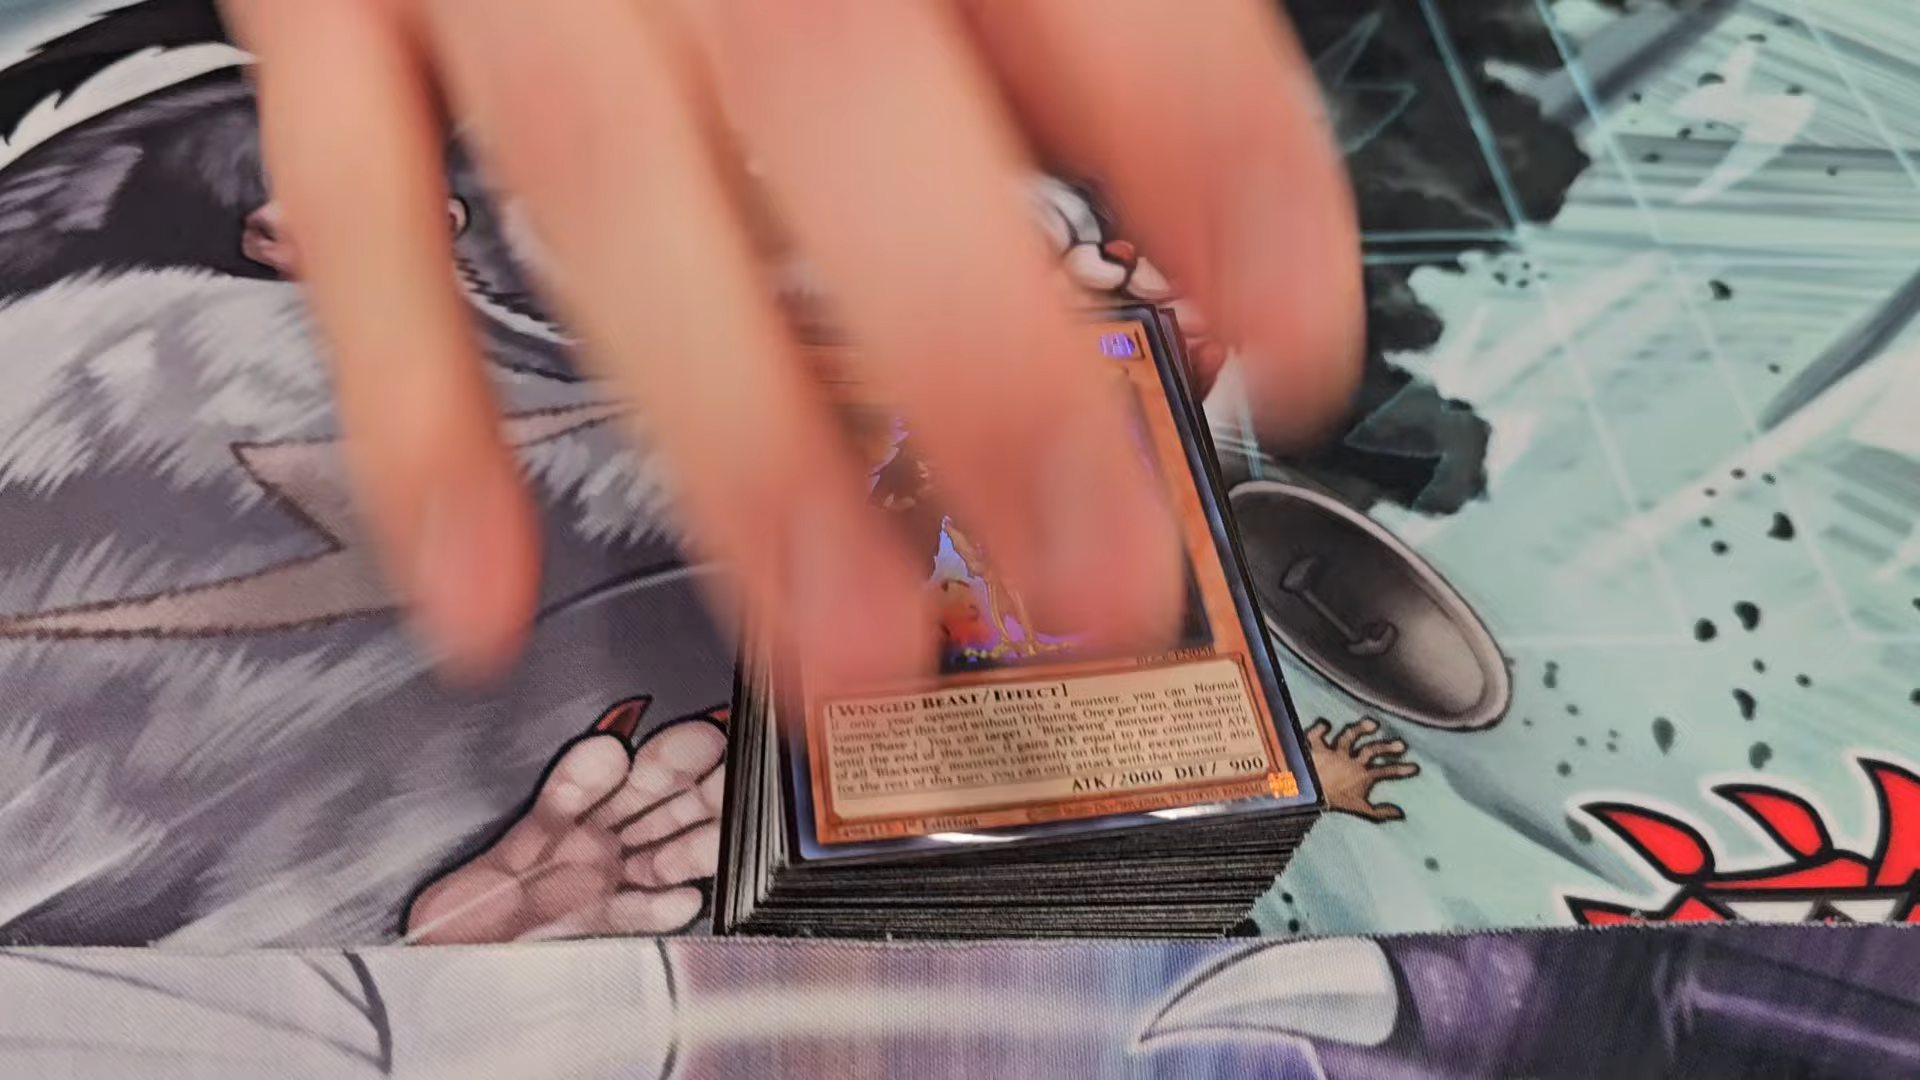 [WINGED BEAST/EFFECT]
If only your opponent controls a monster, you can Normal
Summon/Set this card without Tributing. Once per turn, during your
Main Phase 1: You can target 1 "Blackwing" monster you control;
until the end of this turn, it gains ATK equal to the combined ATK
of all "Blackwing" monsters currently on the field, except itself, also
for the rest of this turn, you can only attack with that monster.
ATK/2000 DEF/ 900
1st Edition